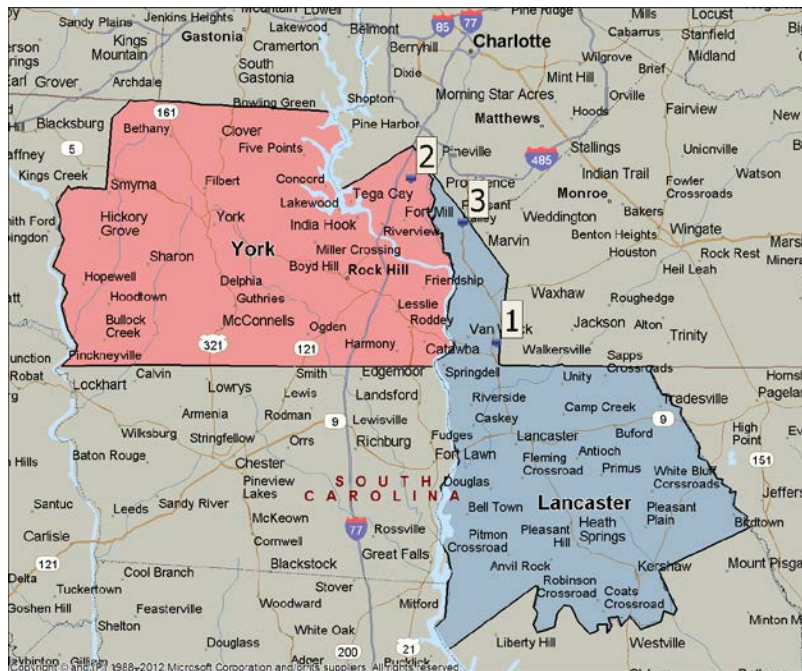 Sandy Plains
Jenkins Heights
Mountain
Lowell
Lakewood
Belmont
85
77
Pine Ridge
Mills
Locust
Kings
Mountain
Gastonia
Cramerton
Berryhill
Charlotte
Cabarrus
Stanfield
Wilgrove
Midland
Earl
Grover
South
Gastonia
Dixie
Mint Hill
Brief
Archdale
Bowling Green
Shopton
Morning Star Acres
Orville
Hoods
Fairview
New
Blacksburg
161
Bethany
Clover
Pine Harbor
Matthews
5
Five Points
Pineville
485
Stallings
Unionville
Kings Creek
2
Indian Trail
Watson
Smyrna
Filbert
Concord
Tega Cay
Providence
Fowler
Crossroads
3
Monroe
Lakewood
Fort Mill
Weddington
Bakers
Hickory
Grove
York
India Hook
Riverview
Wingate
Marvin
Benton Heights
York
Miller Crossing
Houston
Rock Rest
Sharon
Boyd Hill
Rock Hill
Heil Leah
Hopewell
Delphia
Friendship
Waxhaw
Hoodtown
Guthries
Lesslie
Roughedge
Bullock
Creek
McConnells
Ogden
Roddey
1
Jackson
Alton
Trinity
321
121
Harmony
Catawba
Walkersville
Pinckneyville
Sapps
Crossroads
Robat
Lockhart
Calvin
Lowrys
Smith
Edgemoor
Springdell
Unity
Tradesville
Pageland
Lewis
Landsford
Riverside
Armenia
Rodman
9
Lewisville
Caskey
Camp Creek
9
High
Point
Wilksburg
Stringfellow
Orrs
Richburg
Fudges
Lancaster
Buford
Baton Rouge
Chester
Fort Lawn
Fleming
Crossroad
Antioch
Primus
White Bluff
Crossroads
151
SOUTH
CAROLINA
Pineview
Lakes
Douglas
Santuc
Leeds
Sandy River
Bell Town
Lancaster
Pleasant
Plain
McKeown
77
Rossville
Heath
Springs
Birdtown
Carlisle
Cornwell
Pitmon
Crossroad
Pleasant
Hill
121
Great Falls
Cool Branch
Blackstock
Anvil Rock
Kershaw
Delta
Tuckertown
Stover
Robinson
Crossroad
Coats
Crossroad
Goshen Hill
Feasterville
Woodward
Mitford
Shelton
White Oak
Liberty Hill
Westville
Douglass
200
21